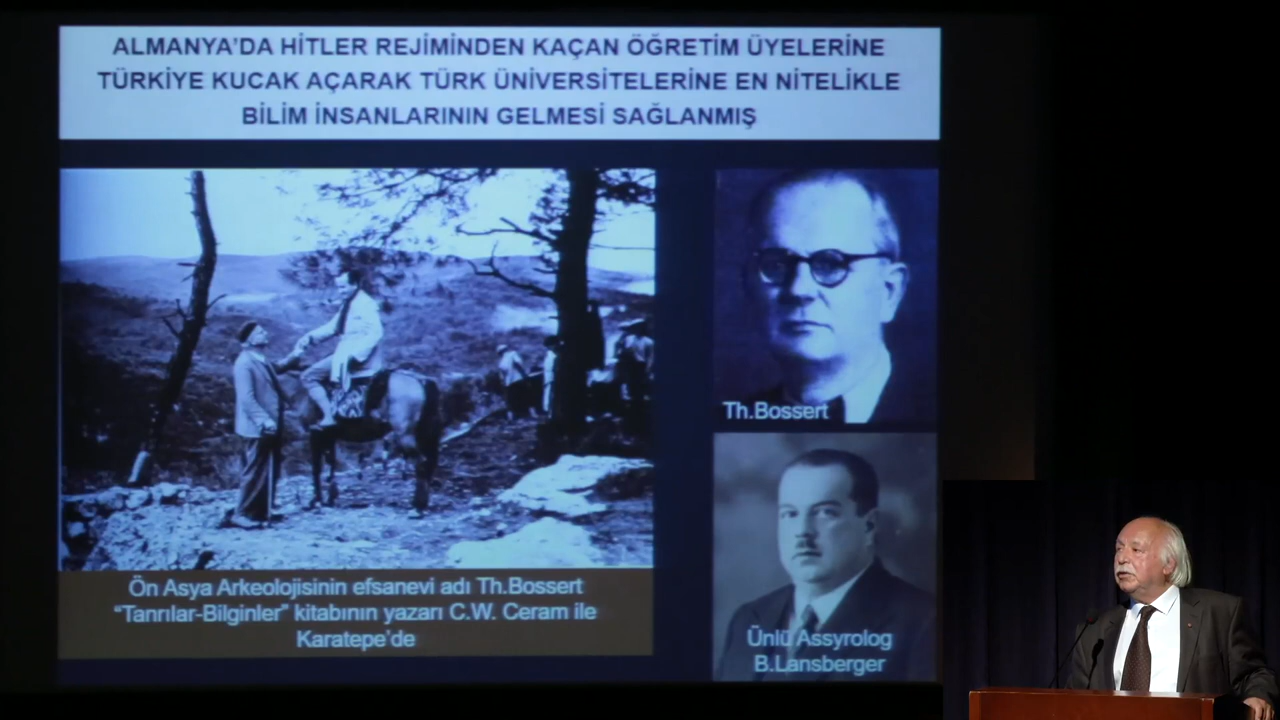 ALMANYA'DA HİTLER REJİMİNDEN KAÇAN ÖĞRETİM ÜYELERİNE
TÜRKİYE KUCAK AÇARAK TÜRK ÜNİVERSİTELERİNE EN NİTELİKLE
BİLİM İNSANLARININ GELMESİ SAĞLANMIŞ
Th.Bossert
Ön Asya Arkeolojisinin efsanevi adı Th.Bossert
“Tanrılar-Bilginler” kitabının yazarı C.W. Ceram ile
Karatepe'de
Ünlü Assyrolog
B.Lansberger